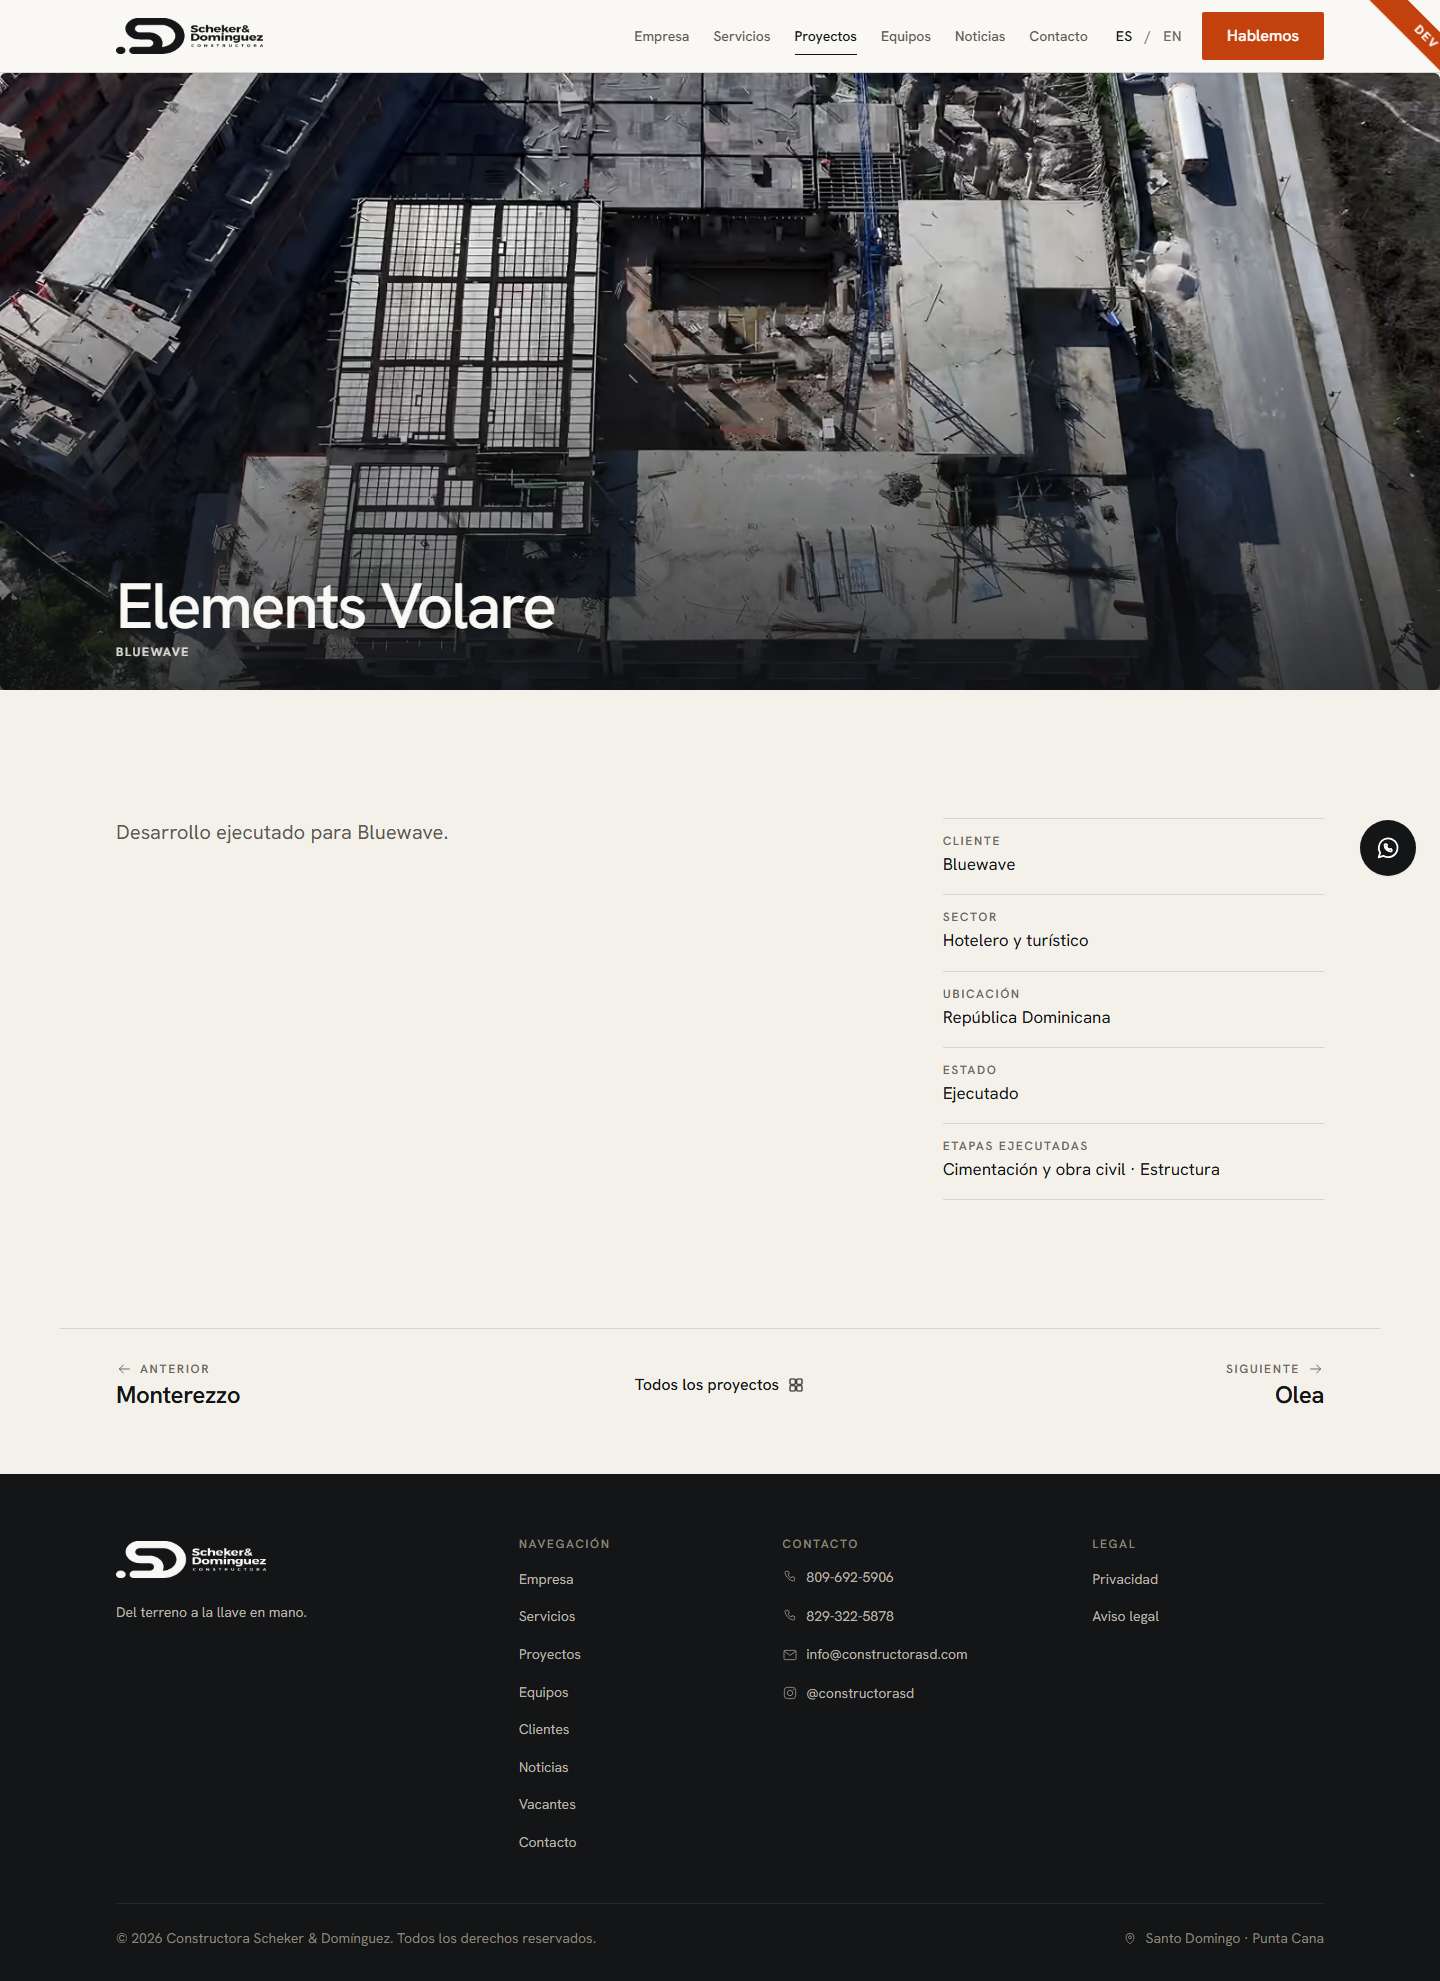 Scheker&
Dominguez
CONSTRUCTORA
Empresa
Servicios
Proyectos
Equipos
Noticias
Contacto
ES / EN
Hablemos
DEV
Elements Volare
BLUEWAVE
Desarrollo ejecutado para Bluewave.
CLIENTE
Bluewave
SECTOR
Hotelero y turístico
UBICACIÓN
República Dominicana
ESTADO
Ejecutado
ETAPAS EJECUTADAS
Cimentación y obra civil · Estructura
← ANTERIOR
Monterezzo
Todos los proyectos
SIGUIENTE →
Olea
Scheker&
Dominguez
CONSTRUCTORA
Del terreno a la llave en mano.
NAVEGACIÓN
Empresa
Servicios
Proyectos
Equipos
Clientes
Noticias
Vacantes
Contacto
CONTACTO
809-692-5906
829-322-5878
info@constructorasd.com
@constructorasd
LEGAL
Privacidad
Aviso legal
© 2026 Constructora Scheker & Domínguez. Todos los derechos reservados.
Santo Domingo · Punta Cana